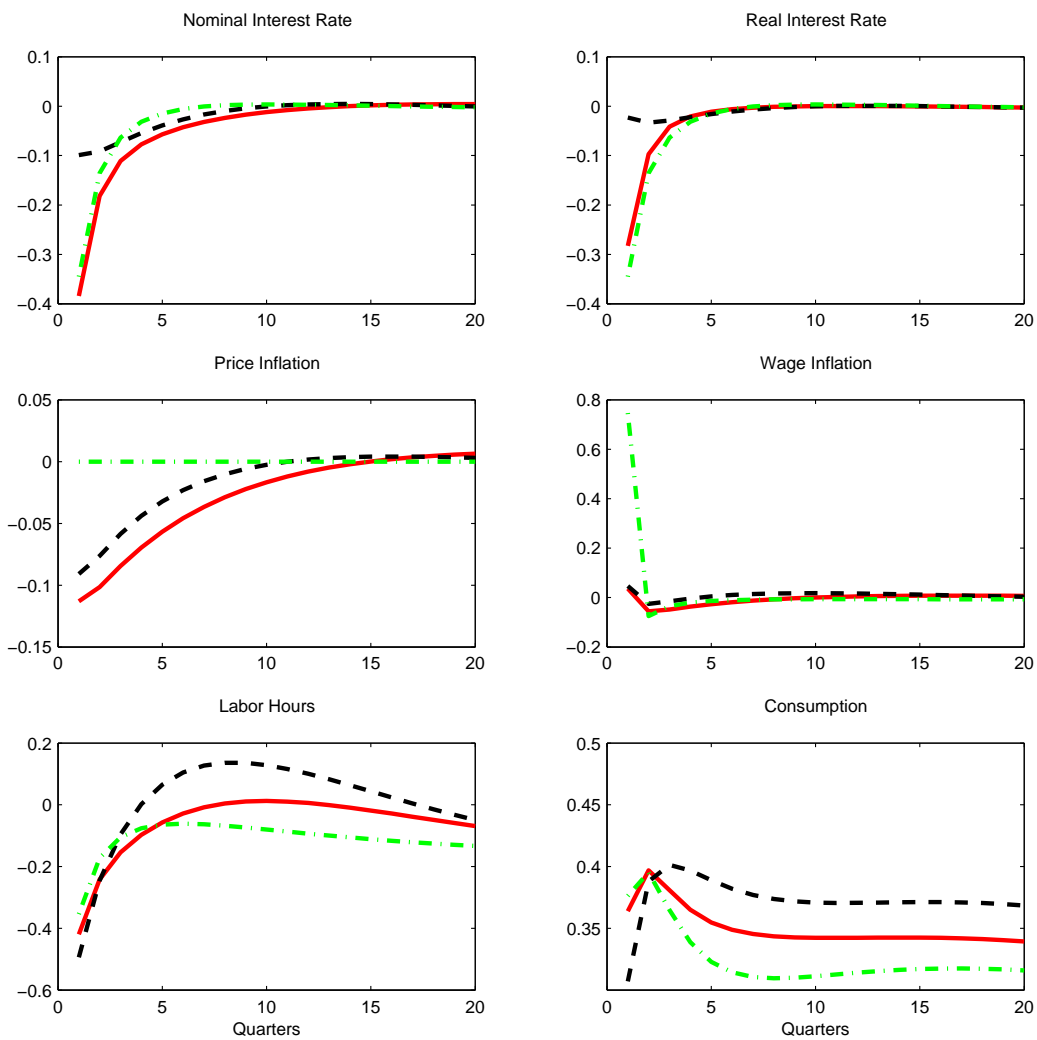 Nominal Interest Rate
0.1
0
−0.1
−0.2
−0.3
−0.4
0 5 10 15 20
Real Interest Rate
0.1
0
−0.1
−0.2
−0.3
−0.4
0 5 10 15 20
Price Inflation
0.05
0
−0.05
−0.1
−0.15
0 5 10 15 20
Wage Inflation
0.8
0.6
0.4
0.2
0
−0.2
0 5 10 15 20
Labor Hours
0.2
0
−0.2
−0.4
−0.6
0 5 10 15 20
Quarters
Consumption
0.5
0.45
0.4
0.35
0 5 10 15 20
Quarters